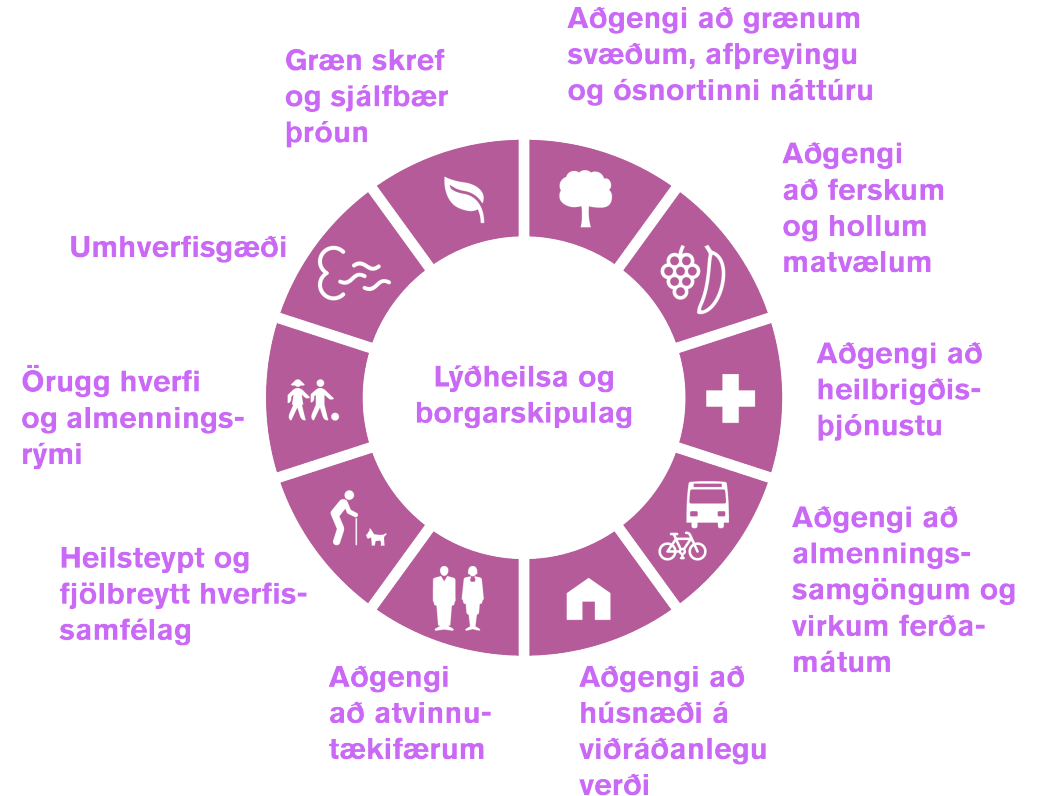 Aðgengi að grænum
svæðum, afþreyingu
og ósnortinni náttúru
Aðgengi
að ferskum
og hollum
matvælum
Aðgengi að
heilbrigðis-
þjónustu
Aðgengi að
almennings-
samgöngum og
virkum ferða-
mátum
Aðgengi að
húsnæði á
viðráðanlegu
verði
Aðgengi
að atvinnu-
tækifærum
Heilsteypt og
fjölbreytt hverfis-
samfélag
Örugg hverfi
og almennings-
rými
Umhverfisgæði
Græn skref
og sjálfbær
þróun
Lýðheilsa og
borgarskipulag